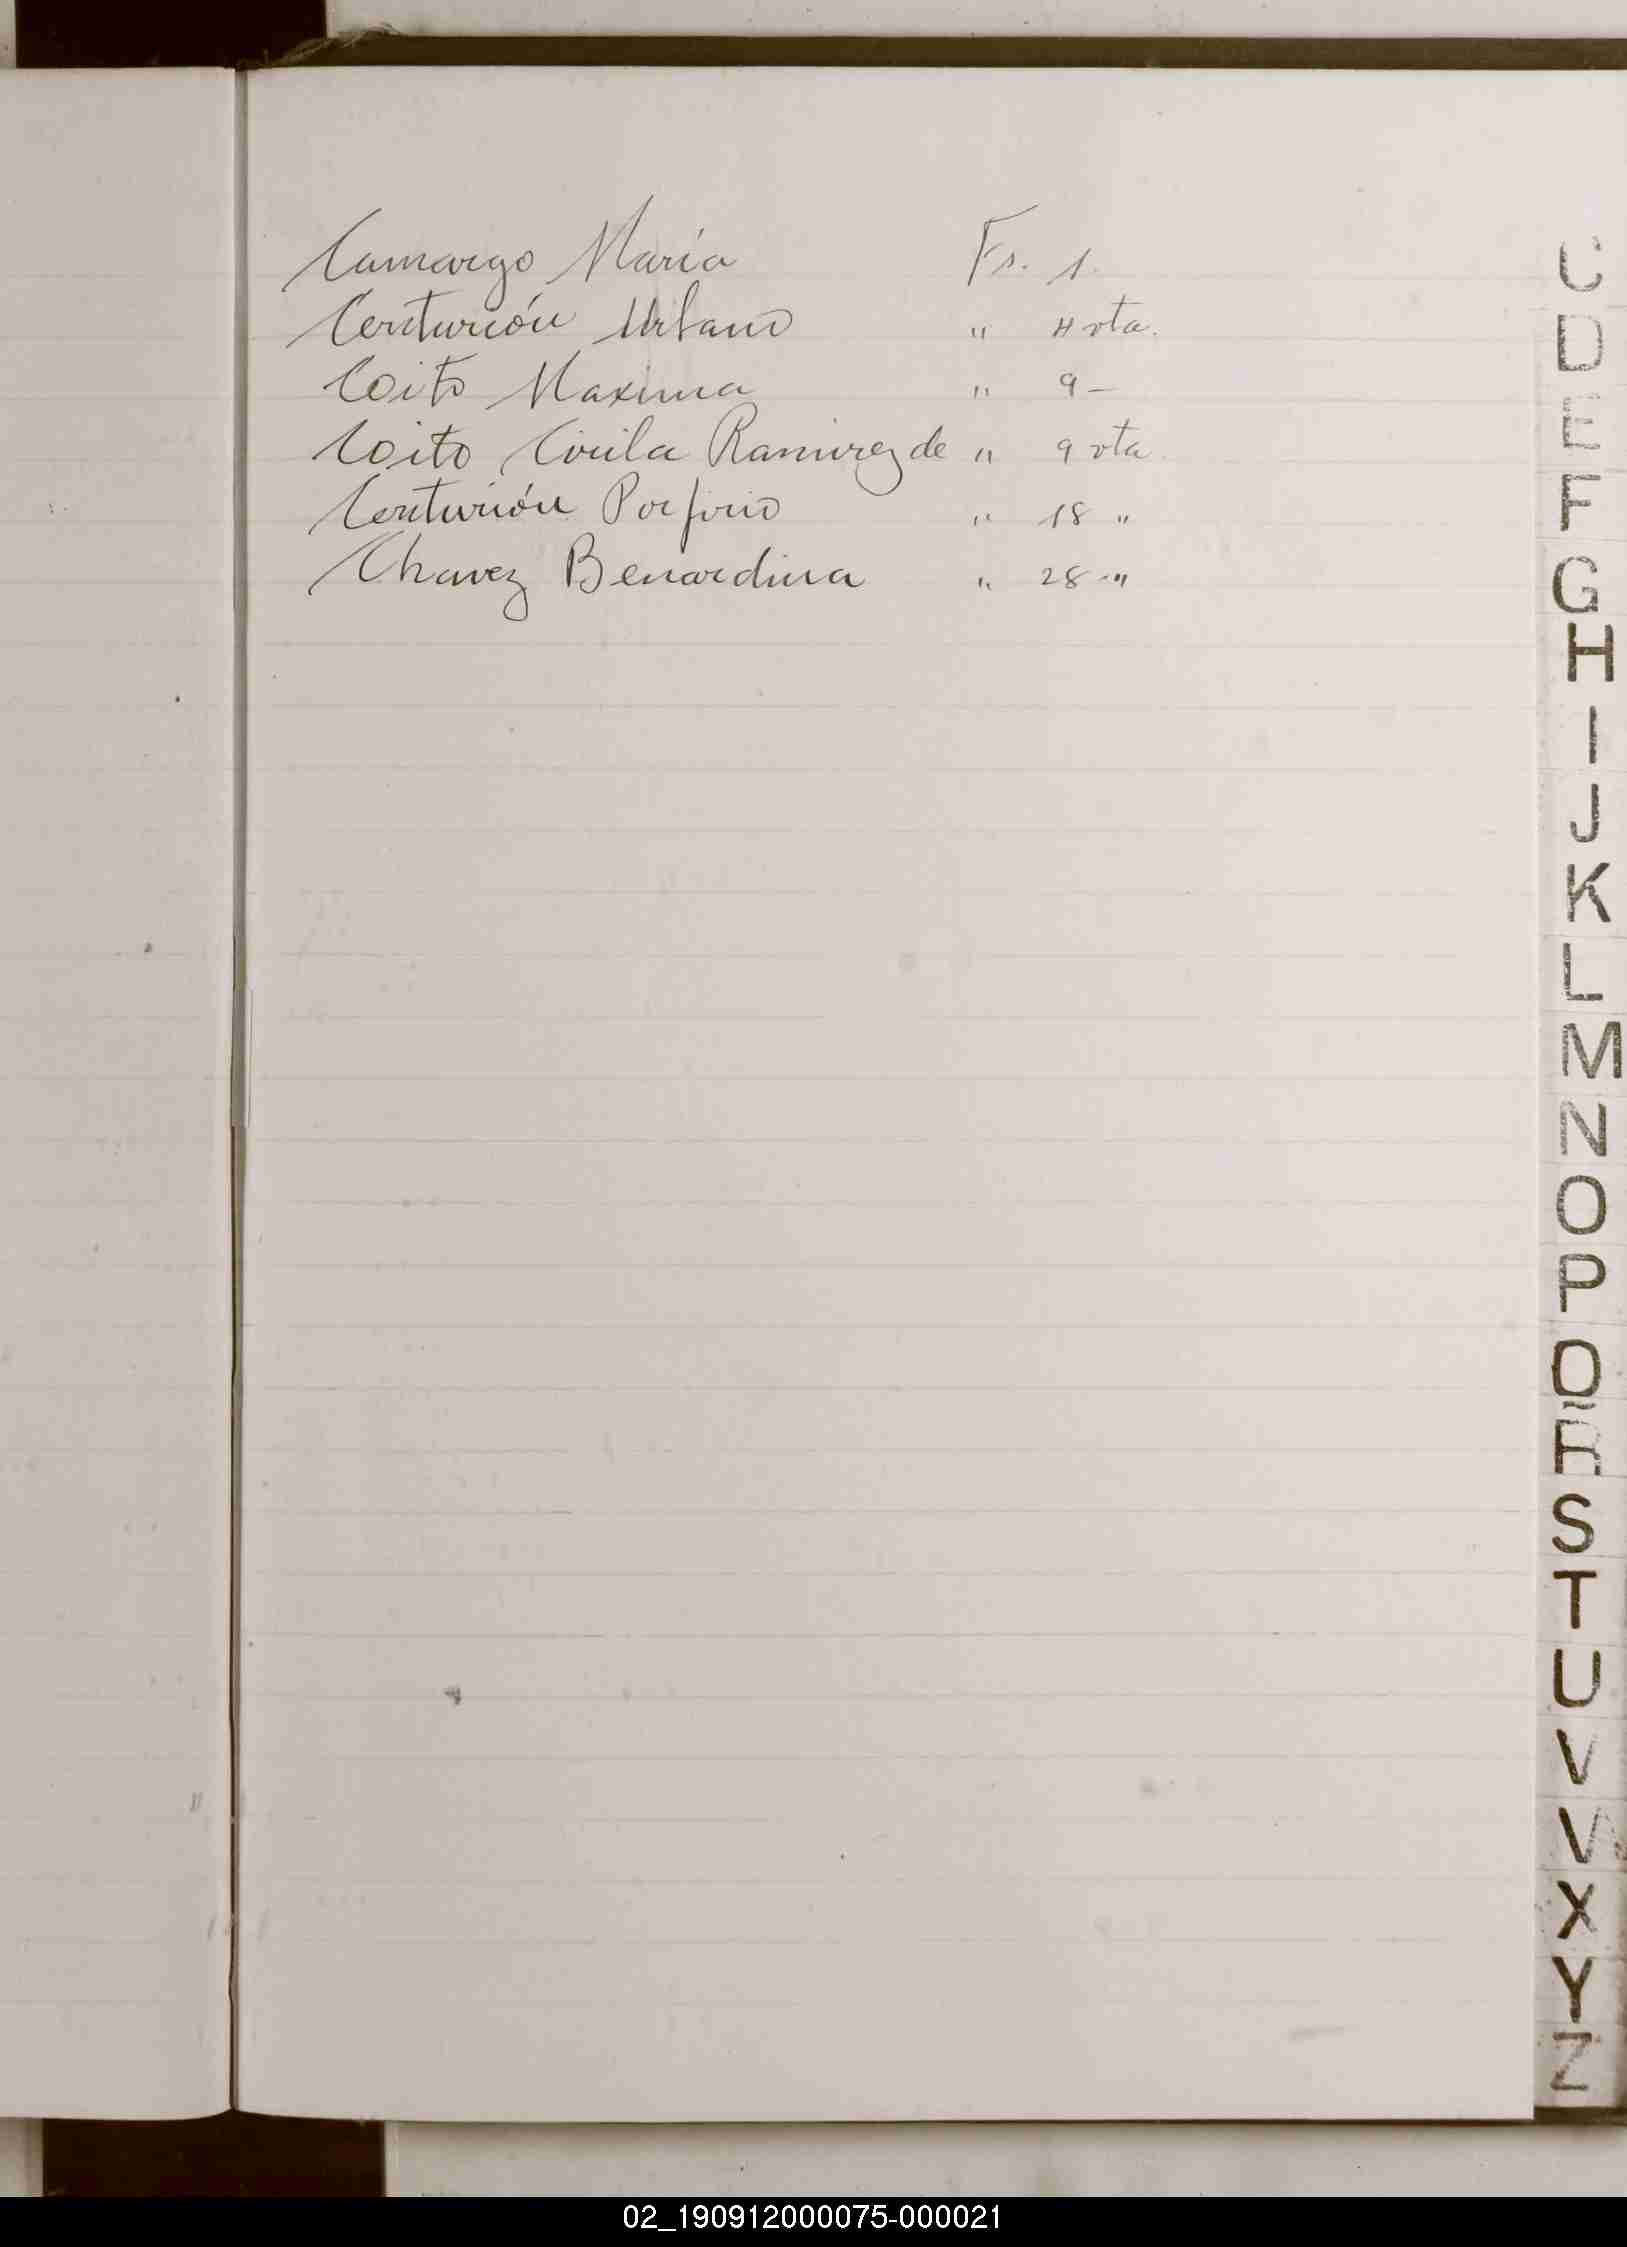 Camargo María Fs. 1.
Centurión Urbano " 4 vta.
Coito Maxima " 9 –
Coito Cirila Ramirez de " 9 vta.
Centurión Porfirio " 18 "
Chavez Benardina " 28 "
C
D
E
F
G
H
I
J
K
L
M
N
O
P
Q
R
S
T
U
V
W
X
Y
Z
02_190912000075-000021